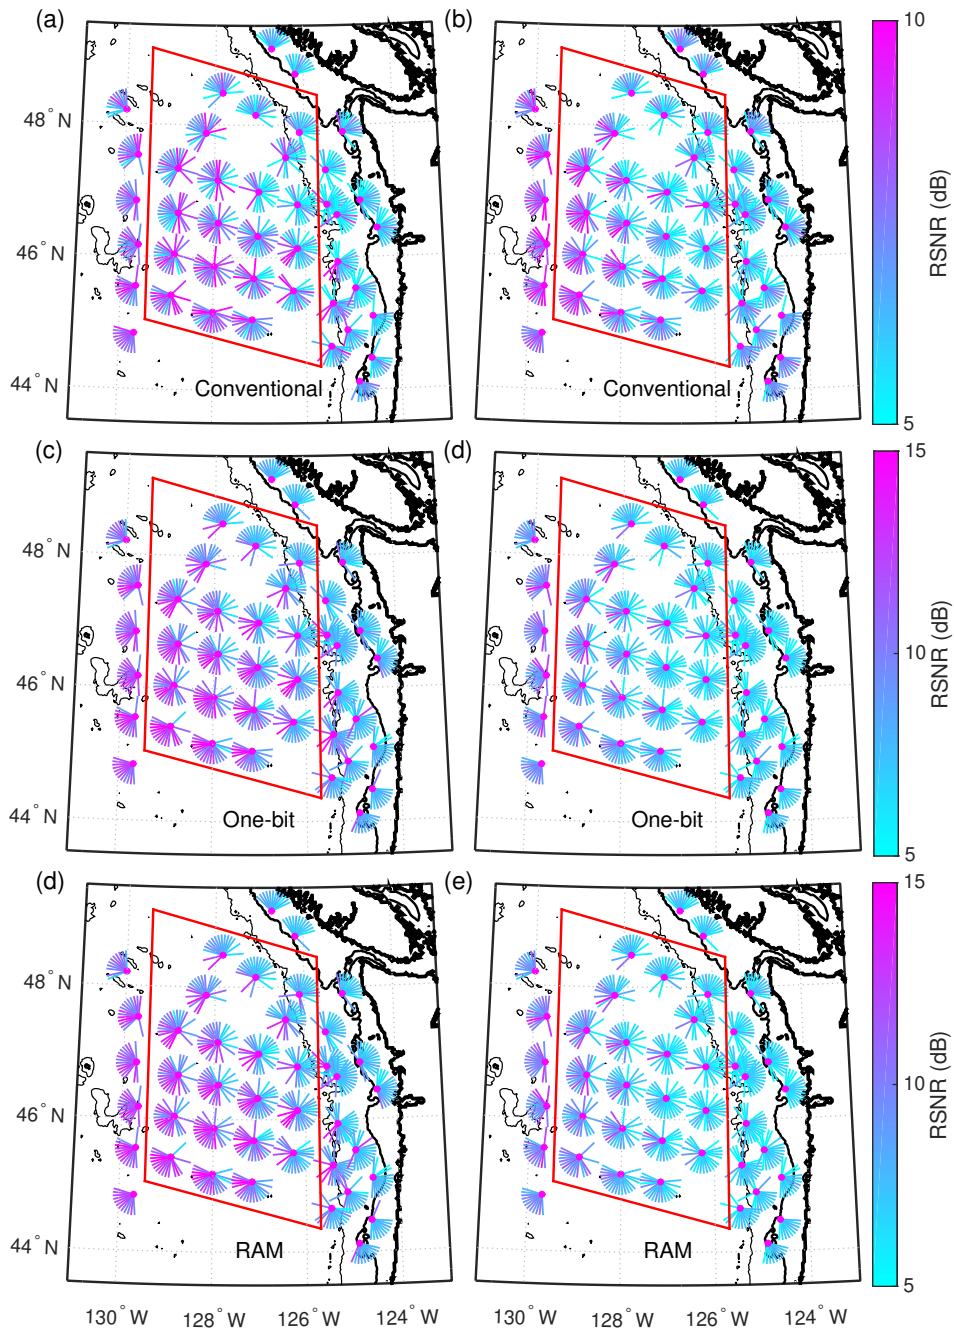 (a)
(b)
10
48° N
46° N
44° N
RSNR (dB)
Conventional
Conventional
5
(c)
(d)
15
48° N
46° N
44° N
10
RSNR (dB)
One-bit
One-bit
5
(d)
(e)
15
48° N
46° N
44° N
10
RSNR (dB)
RAM
RAM
5
130° W
128° W
126° W
124° W
130° W
128° W
126° W
124° W